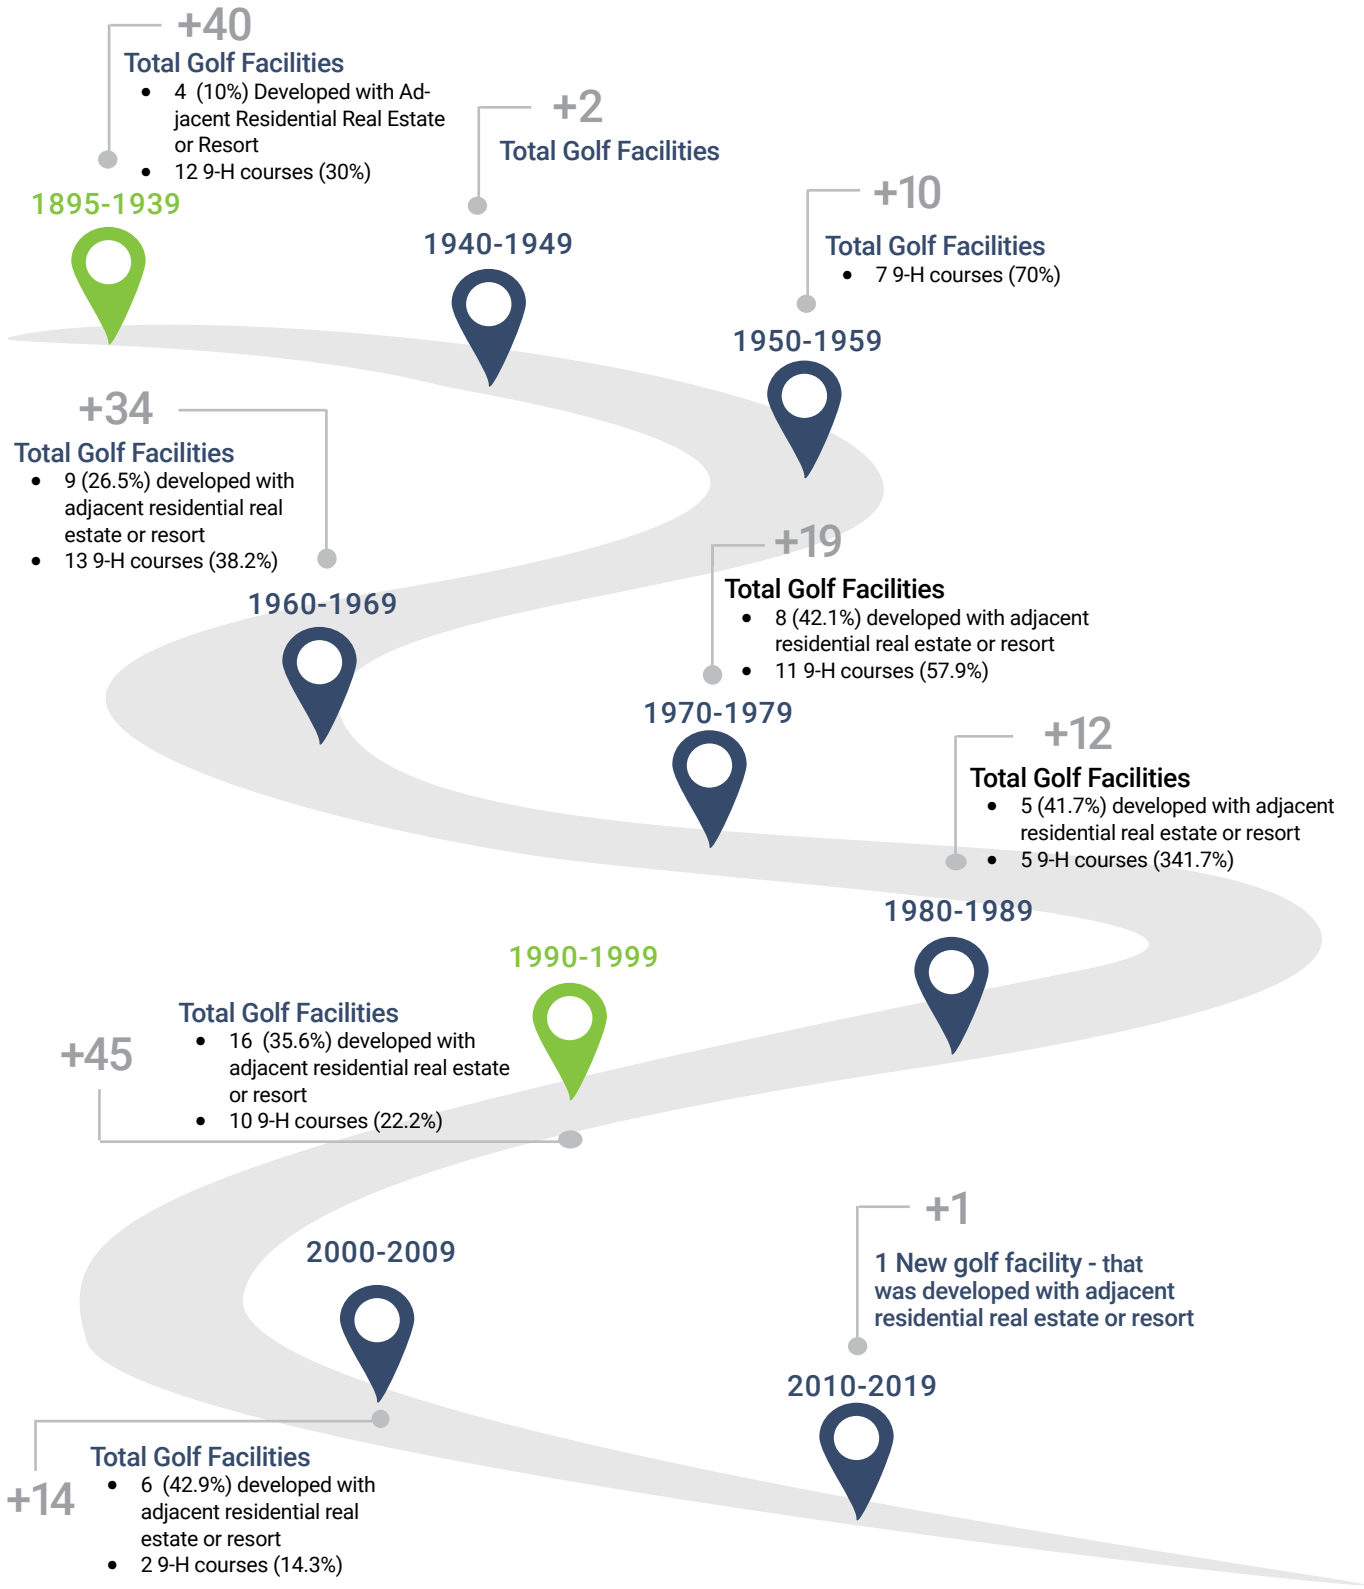 +40
Total Golf Facilities
• 4 (10%) Developed with Ad-
jacent Residential Real Estate
or Resort
• 12 9-H courses (30%)
1895-1939
+2
Total Golf Facilities
1940-1949
+10
Total Golf Facilities
• 7 9-H courses (70%)
1950-1959
+34
Total Golf Facilities
• 9 (26.5%) developed with
adjacent residential real
estate or resort
• 13 9-H courses (38.2%)
1960-1969
+19
Total Golf Facilities
• 8 (42.1%) developed with adjacent
residential real estate or resort
• 11 9-H courses (57.9%)
1970-1979
+12
Total Golf Facilities
• 5 (41.7%) developed with adjacent
residential real estate or resort
• 5 9-H courses (341.7%)
1980-1989
1990-1999
+45
Total Golf Facilities
• 16 (35.6%) developed with
adjacent residential real estate
or resort
• 10 9-H courses (22.2%)
2000-2009
+14
Total Golf Facilities
• 6 (42.9%) developed with
adjacent residential real
estate or resort
• 2 9-H courses (14.3%)
+1
1 New golf facility - that
was developed with adjacent
residential real estate or resort
2010-2019